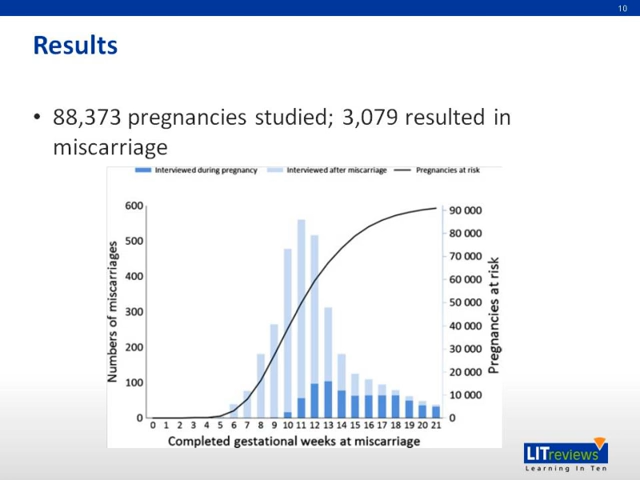 10
Results
• 88,373 pregnancies studied; 3,079 resulted in
miscarriage
Interviewed during pregnancy Interviewed after miscarriage Pregnancies at risk
Numbers of miscarriages
600
500
400
300
200
100
0
90 000
80 000
70 000
60 000
50 000
40 000
30 000
20 000
10 000
0
Pregnancies at risk
0 1 2 3 4 5 6 7 8 9 10 11 12 13 14 15 16 17 18 19 20 21
Completed gestational weeks at miscarriage
LITreviews
Learning In Ten